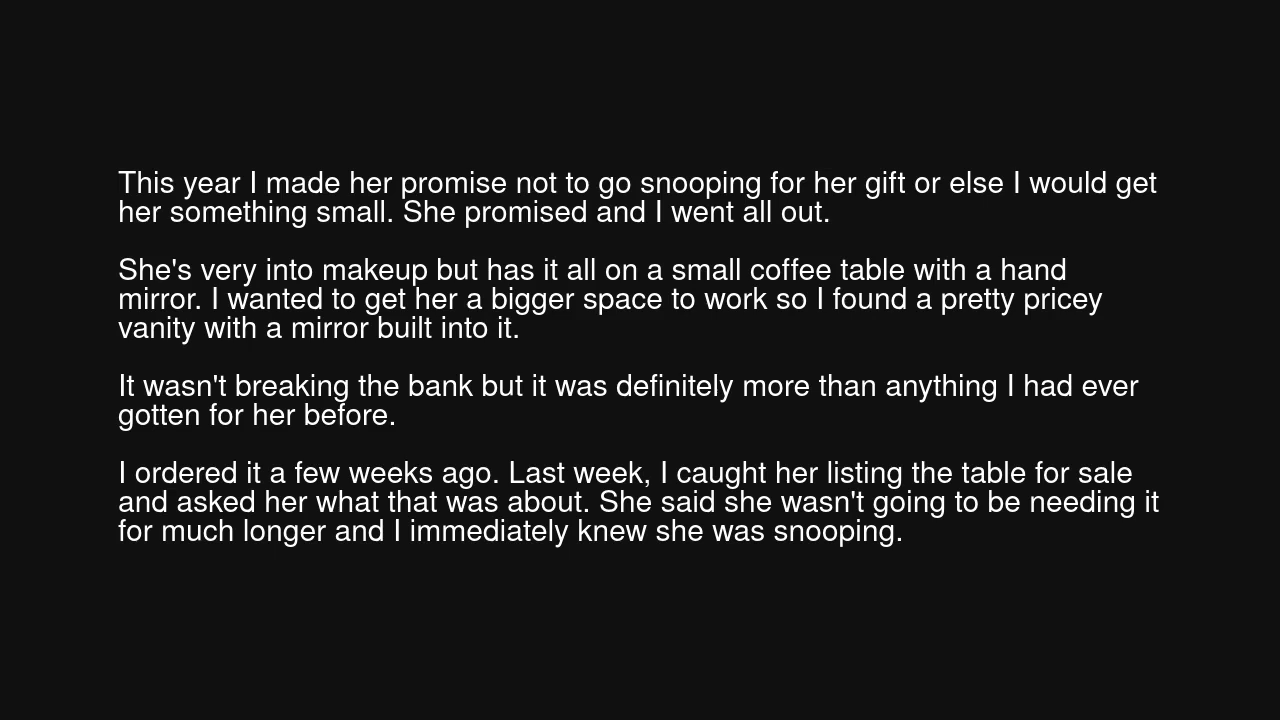 This year I made her promise not to go snooping for her gift or else I would get
her something small. She promised and I went all out.
She's very into makeup but has it all on a small coffee table with a hand
mirror. I wanted to get her a bigger space to work so I found a pretty pricey
vanity with a mirror built into it.
It wasn't breaking the bank but it was definitely more than anything I had ever
gotten for her before.
I ordered it a few weeks ago. Last week, I caught her listing the table for sale
and asked her what that was about. She said she wasn't going to be needing it
for much longer and I immediately knew she was snooping.